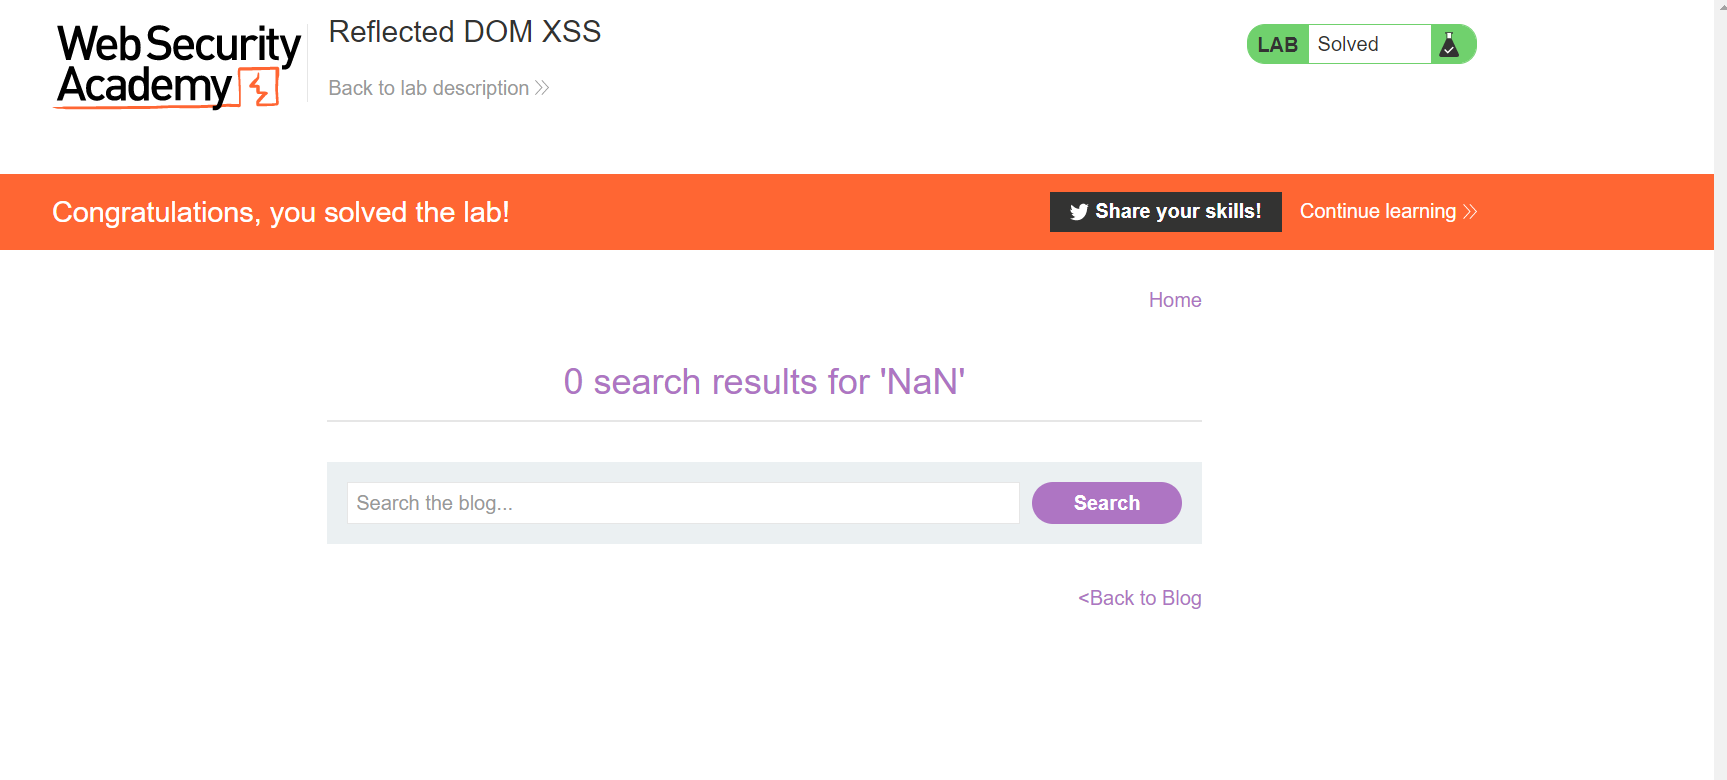 Web Security
Academy
Reflected DOM XSS
Back to lab description
LAB Solved
Congratulations, you solved the lab!
Share your skills!
Continue learning
Home
0 search results for 'NaN'
Search the blog...
Search
<Back to Blog